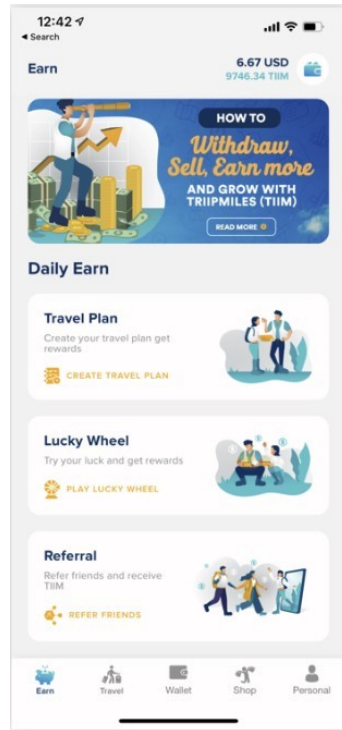 12:42
◀ Search
Earn
6.67 USD
9746.34 TIIM
HOW TO
Withdraw,
Sell, Earn more
AND GROW WITH
TRIIPMILES (TIIM)
READ MORE
Daily Earn
Travel Plan
Create your travel plan get
rewards
CREATE TRAVEL PLAN
Lucky Wheel
Try your luck and get rewards
PLAY LUCKY WHEEL
Referral
Refer friends and receive
TIIM
REFER FRIENDS
Earn
Travel
Wallet
Shop
Personal